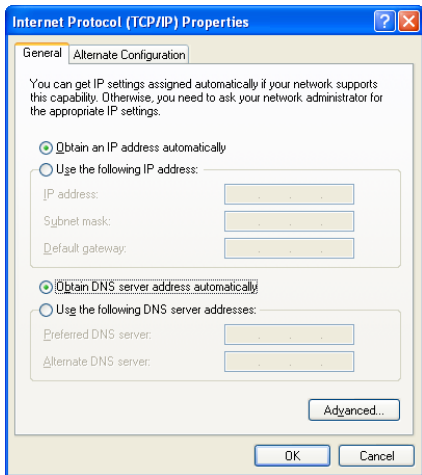 Internet Protocol (TCP/IP) Properties
General
Alternate Configuration
You can get IP settings assigned automatically if your network supports
this capability. Otherwise, you need to ask your network administrator for
the appropriate IP settings.
Obtain an IP address automatically
Use the following IP address:
IP address:
Subnet mask:
Default gateway:
Obtain DNS server address automatically
Use the following DNS server addresses:
Preferred DNS server:
Alternate DNS server:
Advanced...
OK
Cancel